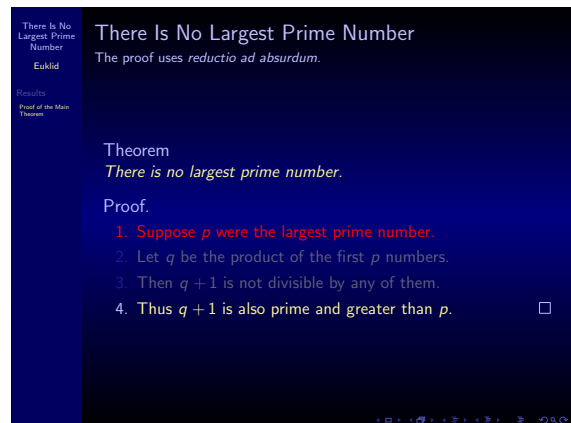 There Is No
Largest Prime
Number
Euklid
Results
Proof of the Main
Theorem
There Is No Largest Prime Number
The proof uses reductio ad absurdum.
Theorem
There is no largest prime number.
Proof.
1. Suppose p were the largest prime number.
2. Let q be the product of the first p numbers.
3. Then q + 1 is not divisible by any of them.
4. Thus q + 1 is also prime and greater than p.